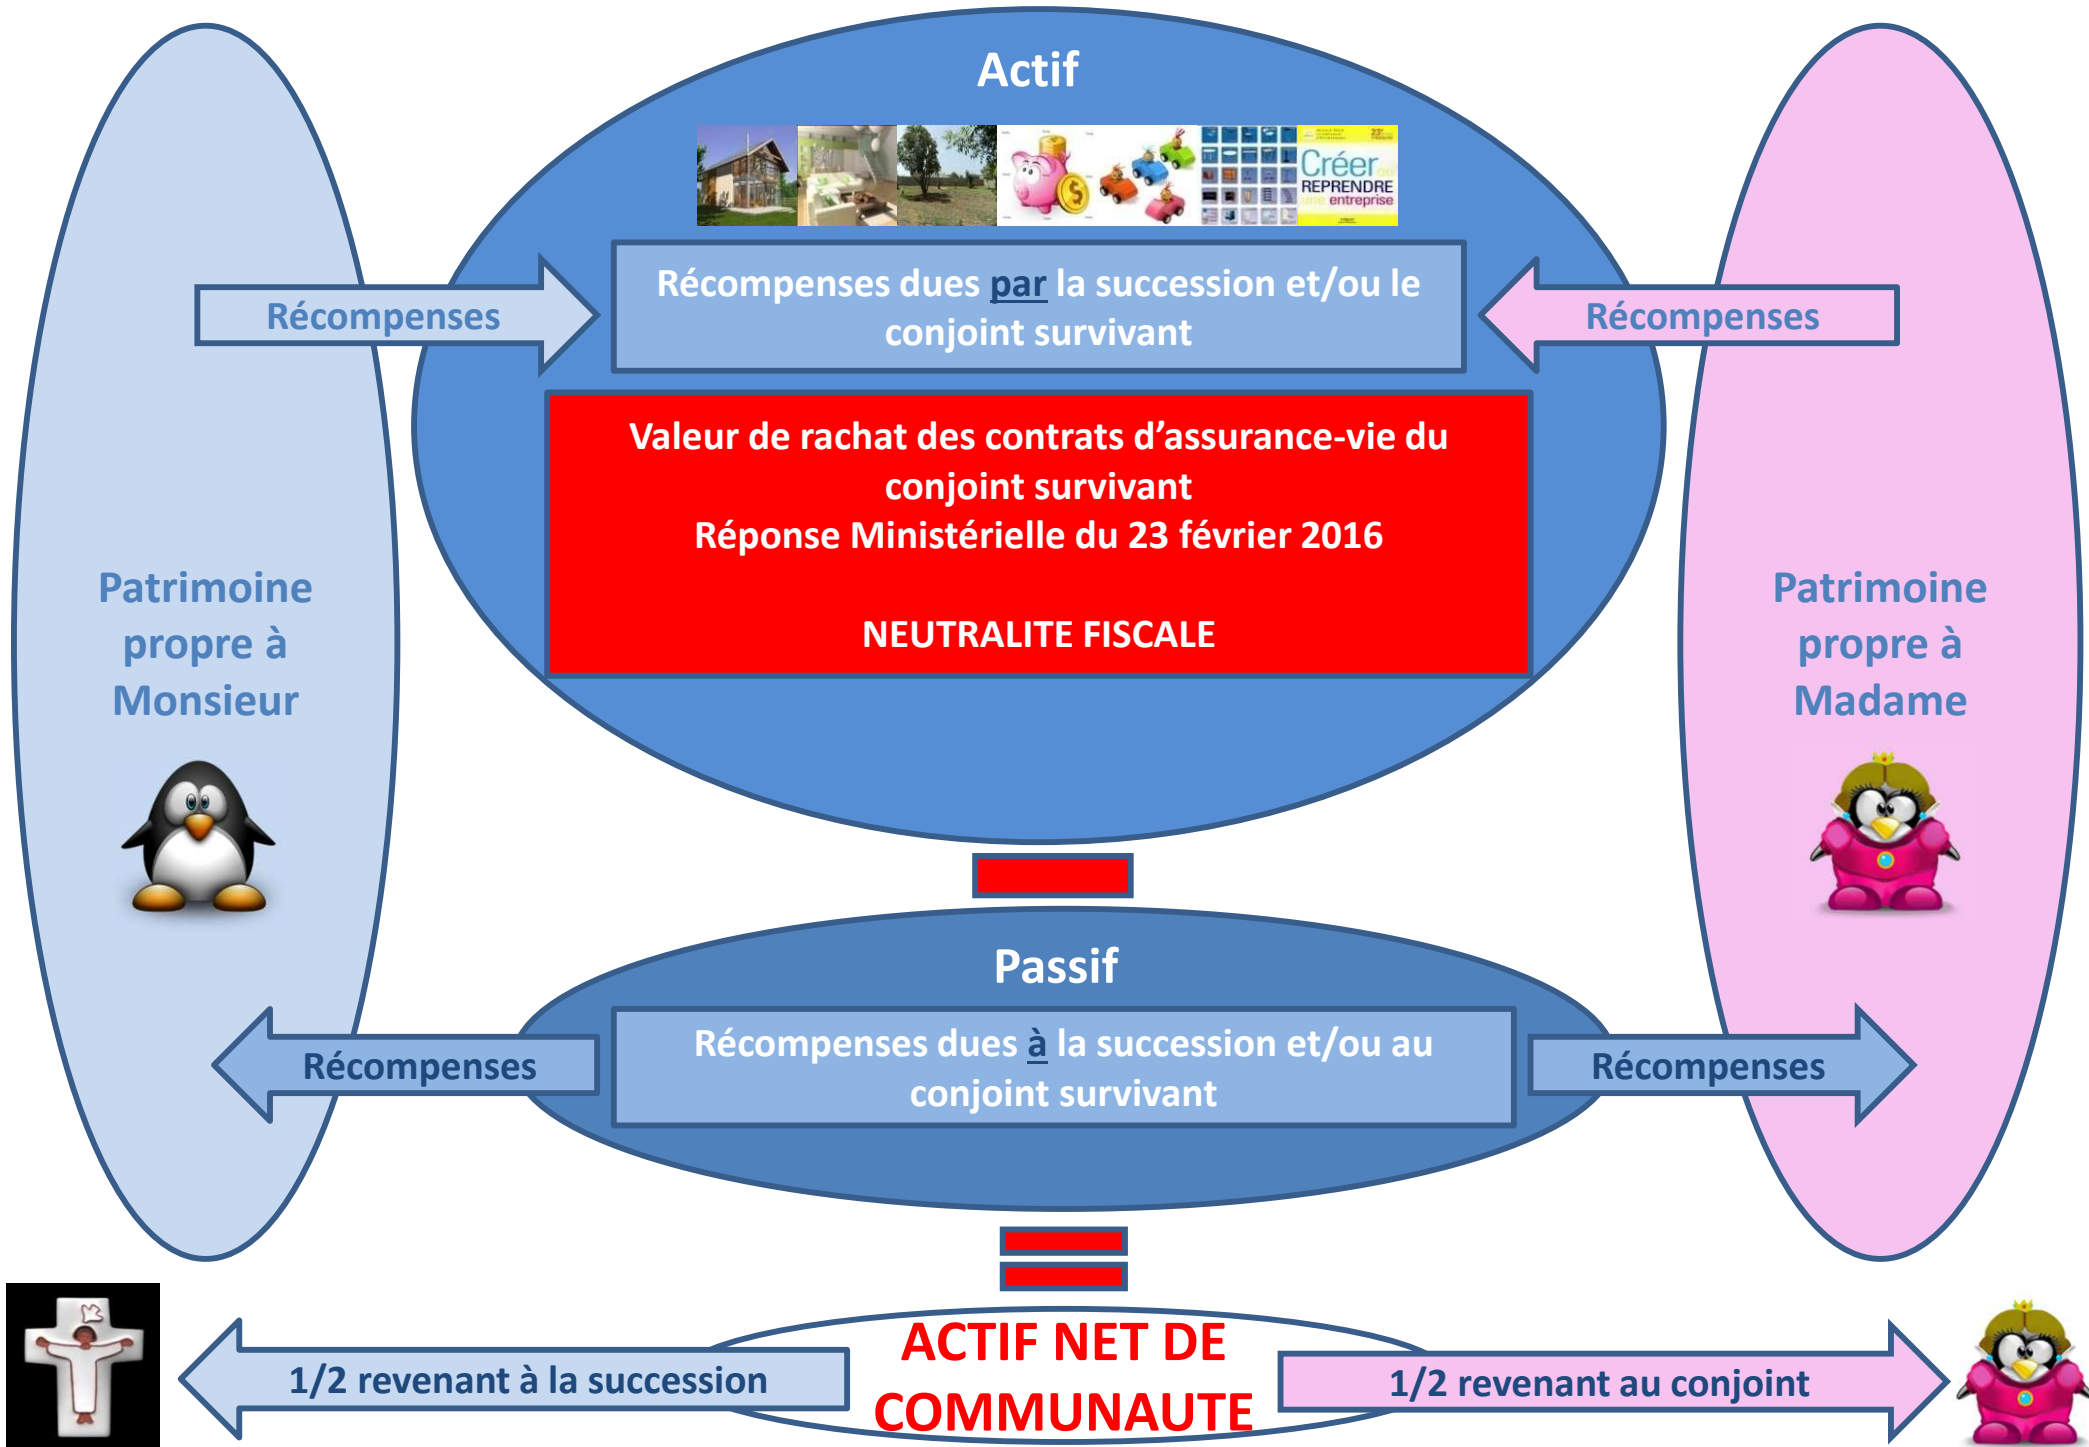 Actif
Créer
ou
REPRENDRE
une entreprise
Récompenses
Récompenses dues par la succession et/ou le
conjoint survivant
Récompenses
Valeur de rachat des contrats d'assurance-vie du
conjoint survivant
Réponse Ministérielle du 23 février 2016
NEUTRALITE FISCALE
Patrimoine
propre à
Monsieur
Patrimoine
propre à
Madame
Passif
Récompenses
Récompenses dues à la succession et/ou au
conjoint survivant
Récompenses
1/2 revenant à la succession
ACTIF NET DE
COMMUNAUTE
1/2 revenant au conjoint